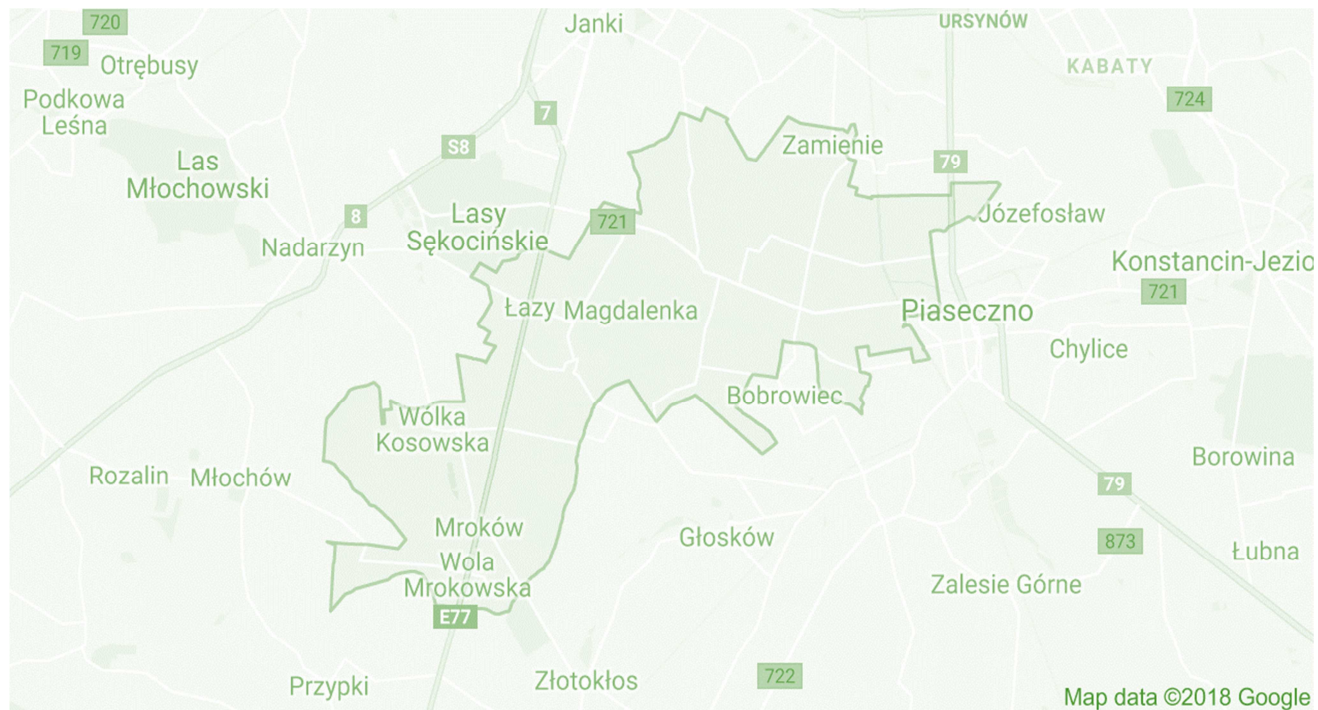 720
Janki
URSYNÓW
719
Otrębusy
KABATY
Podkowa
Leśna
724
7
S8
Zamienie
79
Las
Młochowski
8
Lasy
Sękocińskie
721
Józefosław
Nadarzyn
Konstancin-Jezio
721
Łazy
Magdalenka
Piaseczno
Chylice
Bobrowiec
Wólka
Kosowska
Borowina
Rozalin
Młochów
79
Mroków
Głosków
873
Łubna
Wola
Mrokowska
Zalesie Górne
E77
Przypki
Złotokłos
722
Map data ©2018 Google